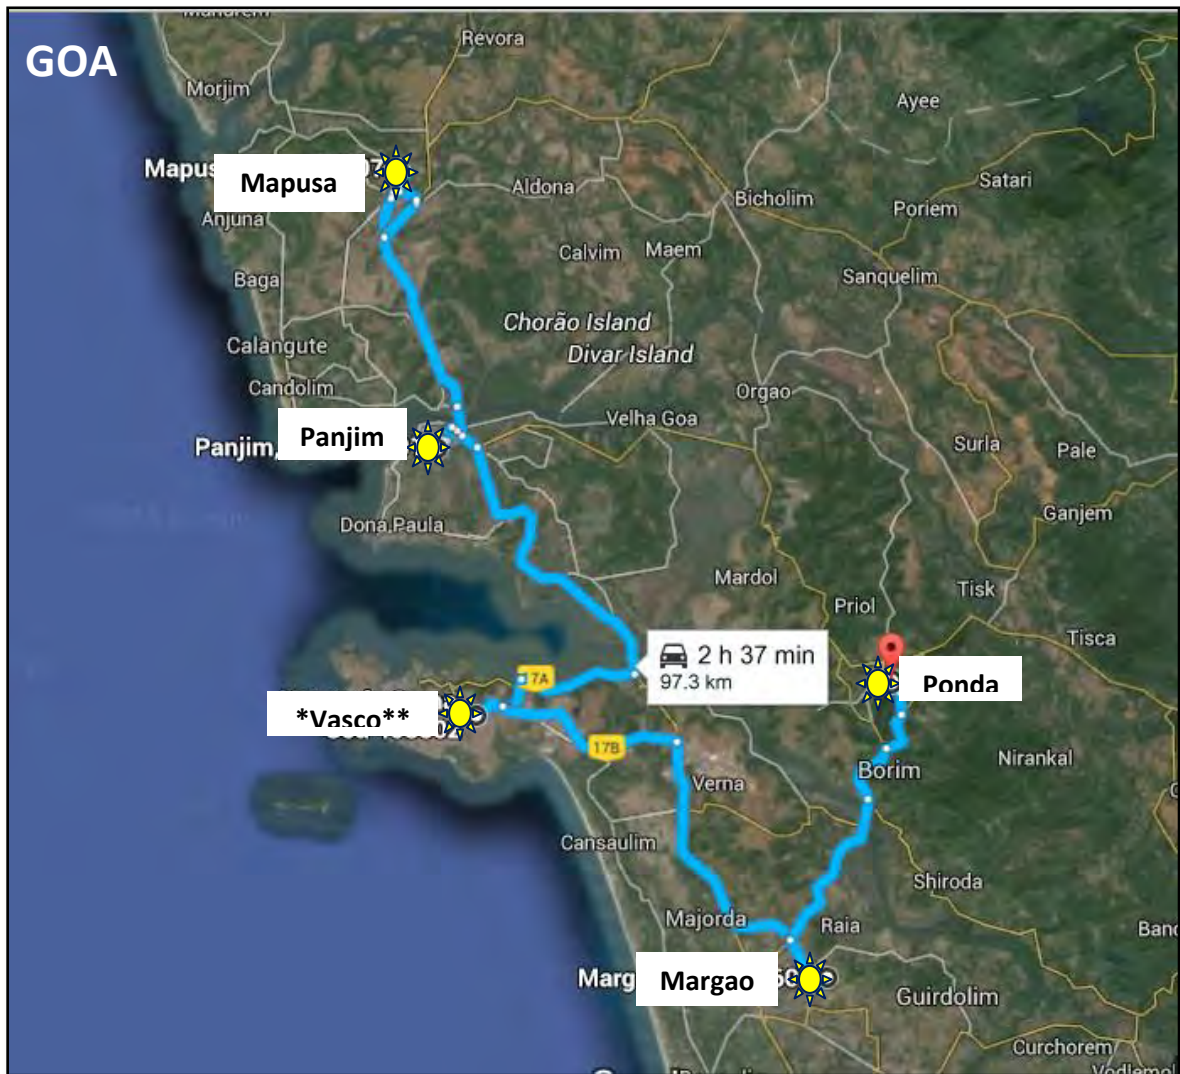 GOA
Revora
Morjim
Ayee
Mapusa
Aldona
Satari
Bicholim
Poriem
Anjuna
Calvim
Maem
Baga
Sanquelim
Chorão Island
Divar Island
Calangute
Candolim
Orgao
Velha Goa
Panjim
Panjim,
Surla
Pale
Dona Paula
Ganjem
Mardol
Tisk
Priol
Tisca
2 h 37 min
97.3 km
17A
Ponda
*Vasco**
17B
Nirankal
Borim
Verna
Cansaulim
Shiroda
Majorda
Raia
Margao
Guirdolim
Curchorem